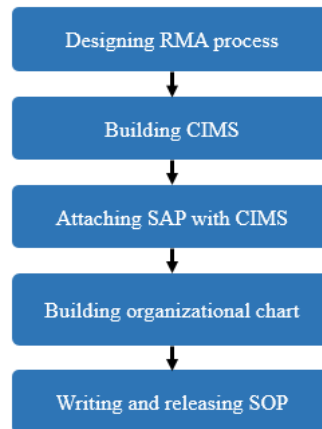 Designing RMA process
Building CIMS
Attaching SAP with CIMS
Building organizational chart
Writing and releasing SOP